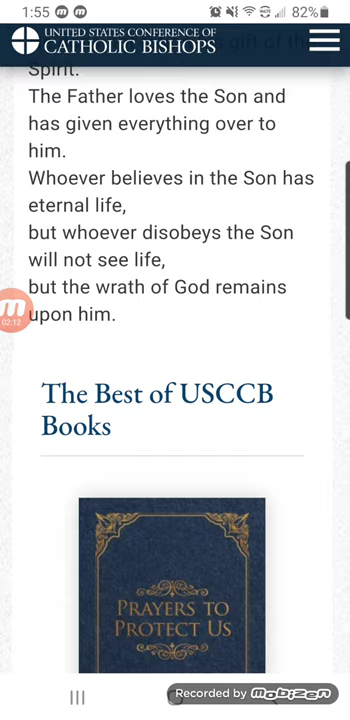 1:55
82%
UNITED STATES CONFERENCE OF
CATHOLIC BISHOPS
gift of the
Spirit.
The Father loves the Son and
has given everything over to
him.
Whoever believes in the Son has
eternal life,
but whoever disobeys the Son
will not see life,
but the wrath of God remains
upon him.
02:12
The Best of USCCB
Books
PRAYERS TO
PROTECT US
Recorded by mobizen